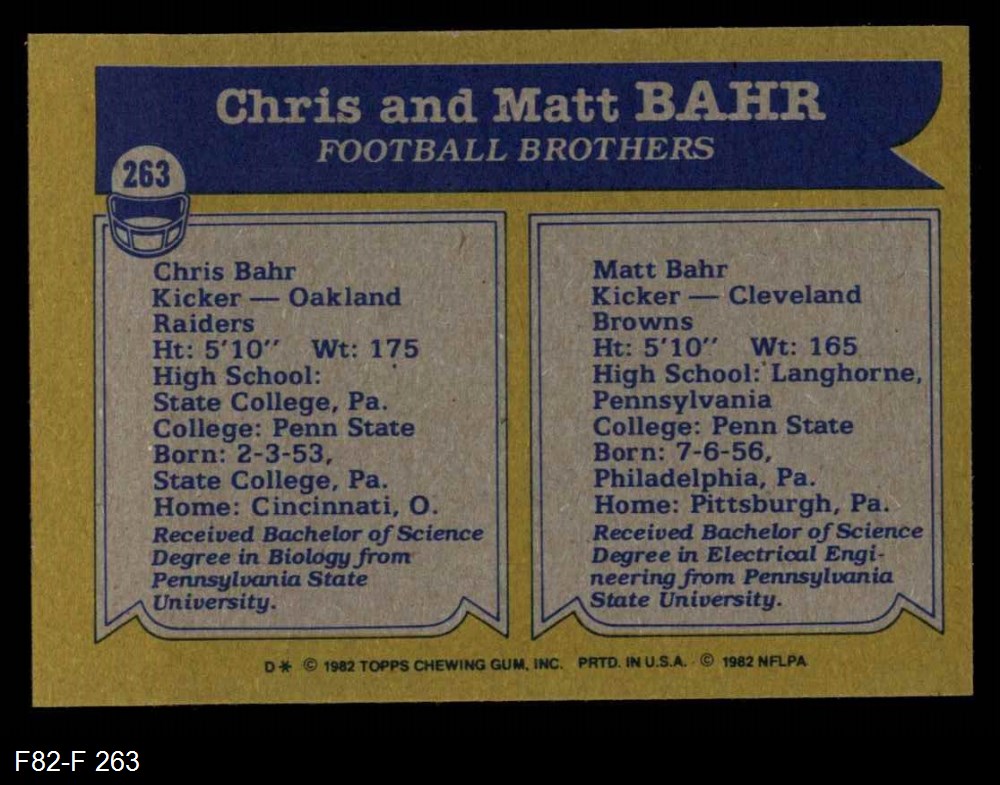 Chris and Matt BAHR
FOOTBALL BROTHERS
263
Chris Bahr
Kicker — Oakland
Raiders
Ht: 5'10'' Wt: 175
High School:
State College, Pa.
College: Penn State
Born: 2-3-53,
State College, Pa.
Home: Cincinnati, O.
Received Bachelor of Science
Degree in Biology from
Pennsylvania State
University.
Matt Bahr
Kicker — Cleveland
Browns
Ht: 5'10'' Wt: 165
High School: Langhorne,
Pennsylvania
College: Penn State
Born: 7-6-56,
Philadelphia, Pa.
Home: Pittsburgh, Pa.
Received Bachelor of Science
Degree in Electrical Engi-
neering from Pennsylvania
State University.
D * © 1982 TOPPS CHEWING GUM, INC. PRTD. IN U.S.A. © 1982 NFLPA
F82-F 263